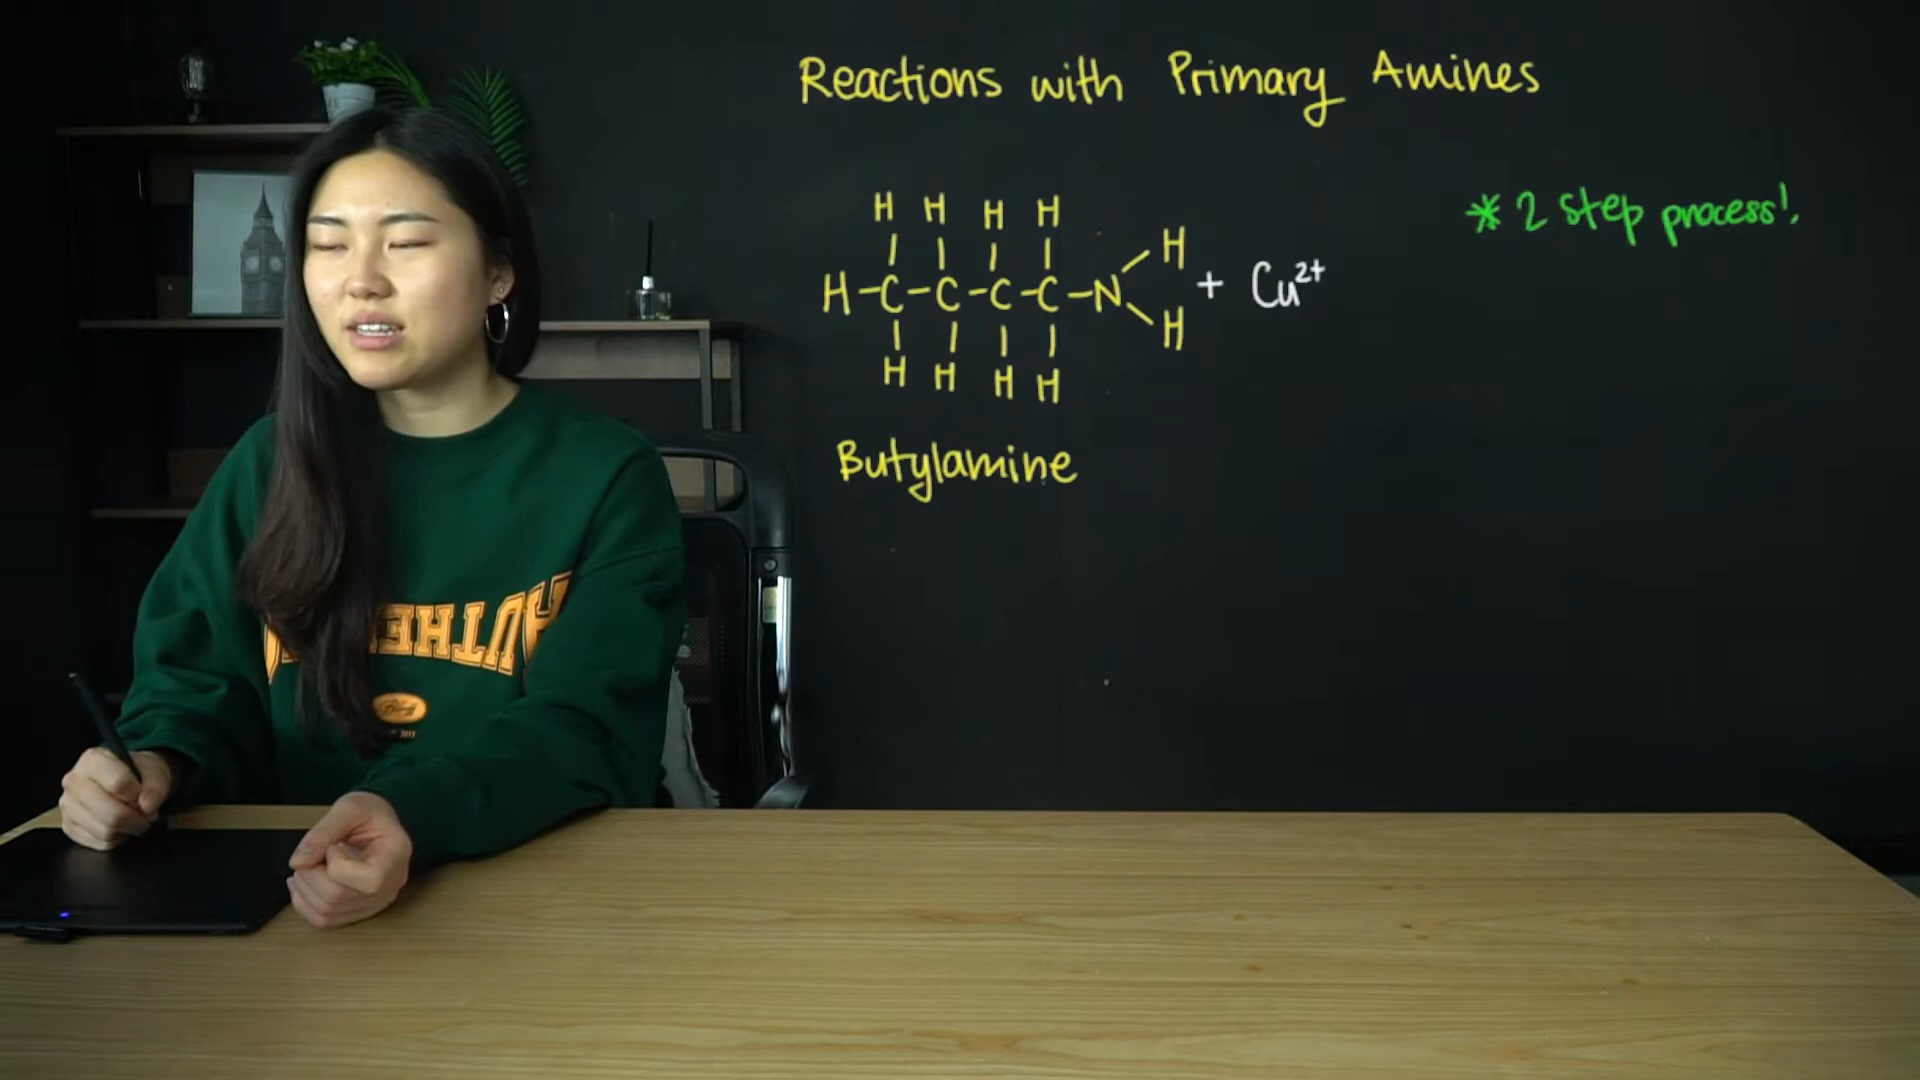 Reactions with Primary Amines
* 2 step process!
H H H H
H-C-C-C-C-N H + Cu²⁺
H
H H H H
Butylamine